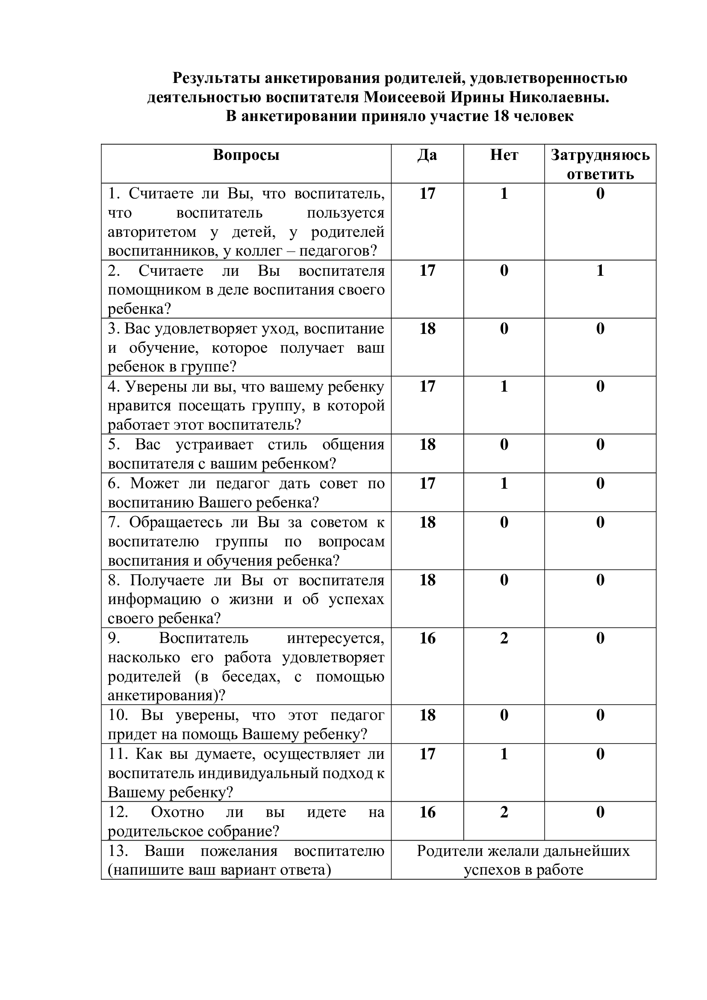 Результаты анкетирования родителей, удовлетворенностью
деятельностью воспитателя Моисеевой Ирины Николаевны.
В анкетировании приняло участие 18 человек
Вопросы Да Нет Затрудняюсь
ответить
1. Считаете ли Вы, что воспитатель, 17 1 0
что воспитатель пользуется
авторитетом у детей, у родителей
воспитанников, у коллег – педагогов?
2. Считаете ли Вы воспитателя 17 0 1
помощником в деле воспитания своего
ребенка?
3. Вас удовлетворяет уход, воспитание 18 0 0
и обучение, которое получает ваш
ребенок в группе?
4. Уверены ли вы, что вашему ребенку 17 1 0
нравится посещать группу, в которой
работает этот воспитатель?
5. Вас устраивает стиль общения 18 0 0
воспитателя с вашим ребенком?
6. Может ли педагог дать совет по 17 1 0
воспитанию Вашего ребенка?
7. Обращаетесь ли Вы за советом к 18 0 0
воспитателю группы по вопросам
воспитания и обучения ребенка?
8. Получаете ли Вы от воспитателя 18 0 0
информацию о жизни и об успехах
своего ребенка?
9. Воспитатель интересуется, 16 2 0
насколько его работа удовлетворяет
родителей (в беседах, с помощью
анкетирования)?
10. Вы уверены, что этот педагог 18 0 0
придет на помощь Вашему ребенку?
11. Как вы думаете, осуществляет ли 17 1 0
воспитатель индивидуальный подход к
Вашему ребенку?
12. Охотно ли вы идете на 16 2 0
родительское собрание?
13. Ваши пожелания воспитателю Родители желали дальнейших
(напишите ваш вариант ответа) успехов в работе